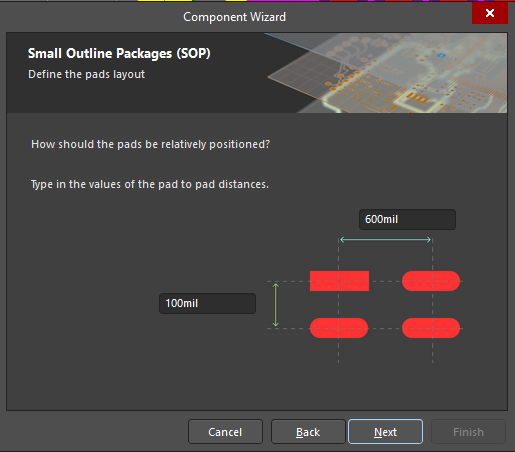 Component Wizard
Small Outline Packages (SOP)
Define the pads layout
How should the pads be relatively positioned?
Type in the values of the pad to pad distances.
600mil
100mil
Cancel
Back
Next
Finish